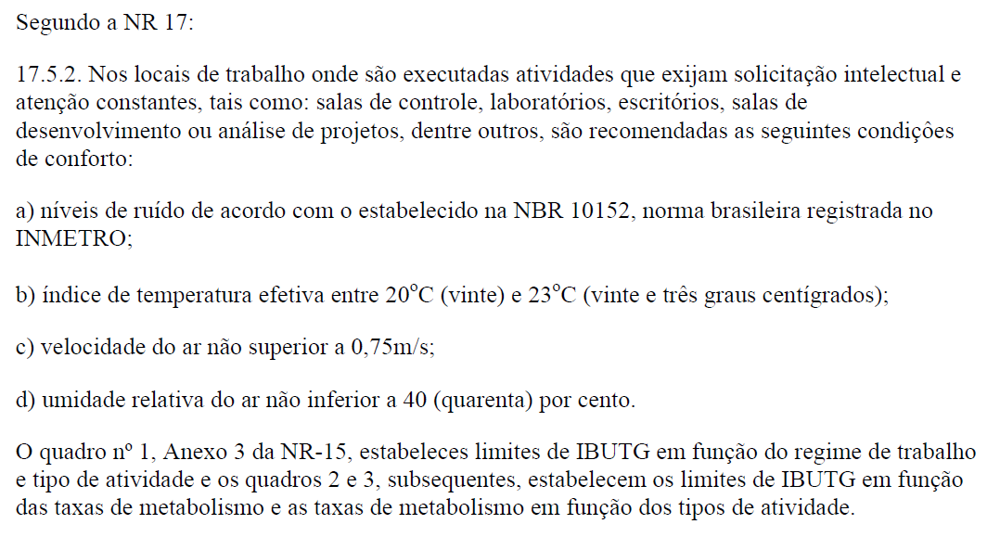 Segundo a NR 17:
17.5.2. Nos locais de trabalho onde são executadas atividades que exijam solicitação intelectual e
atenção constantes, tais como: salas de controle, laboratórios, escritórios, salas de
desenvolvimento ou análise de projetos, dentre outros, são recomendadas as seguintes condições
de conforto:
a) níveis de ruído de acordo com o estabelecido na NBR 10152, norma brasileira registrada no
INMETRO;
b) índice de temperatura efetiva entre 20°C (vinte) e 23°C (vinte e três graus centígrados);
c) velocidade do ar não superior a 0,75m/s;
d) umidade relativa do ar não inferior a 40 (quarenta) por cento.
O quadro nº 1, Anexo 3 da NR-15, estabeleces limites de IBUTG em função do regime de trabalho
e tipo de atividade e os quadros 2 e 3, subsequentes, estabelecem os limites de IBUTG em função
das taxas de metabolismo e as taxas de metabolismo em função dos tipos de atividade.